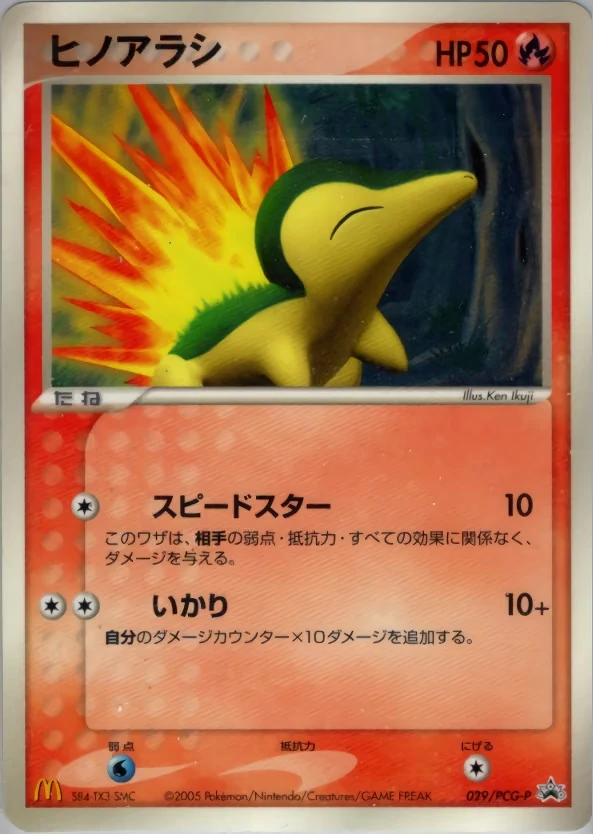 ヒノアラシ HP50
たね Illus.Ken Ikuji
スピードスター 10
このワザは、相手の弱点・抵抗力・すべての効果に関係なく、
ダメージを与える。
いかり 10+
自分のダメージカウンター×10ダメージを追加する。
弱点 抵抗力 にげる
584-TX3-SMC ©2005 Pokémon/Nintendo/Creatures/GAME FREAK 039/PCG-P